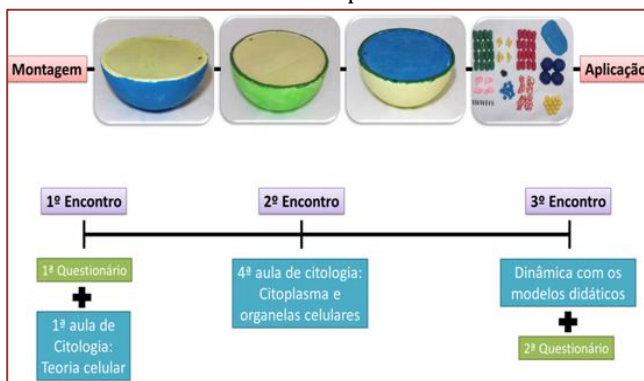 Montagem
Aplicação
1º Encontro
2º Encontro
3º Encontro
1º Questionário
1ª aula de
Citologia:
Teoria celular
4ª aula de citologia:
Citoplasma e
organelas celulares
Dinâmica com os
modelos didáticos
2º Questionário